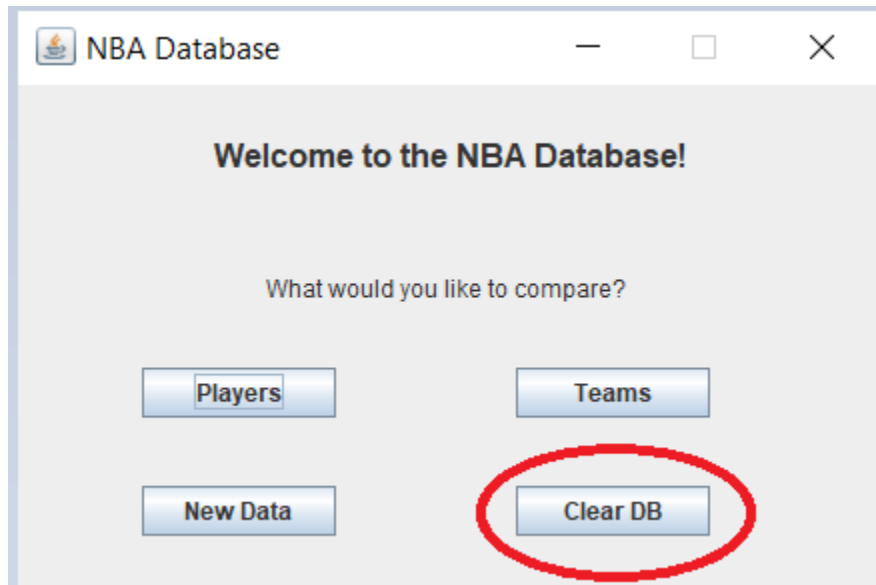 NBA Database
Welcome to the NBA Database!
What would you like to compare?
Players
Teams
New Data
Clear DB